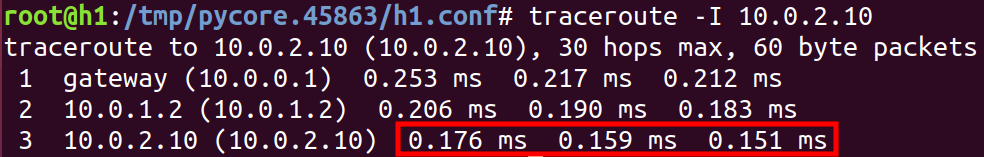 root@h1:/tmp/pycore.45863/h1.conf# traceroute -I 10.0.2.10
traceroute to 10.0.2.10 (10.0.2.10), 30 hops max, 60 byte packets
 1  gateway (10.0.0.1)  0.253 ms  0.217 ms  0.212 ms
 2  10.0.1.2 (10.0.1.2)  0.206 ms  0.190 ms  0.183 ms
 3  10.0.2.10 (10.0.2.10)  0.176 ms  0.159 ms  0.151 ms